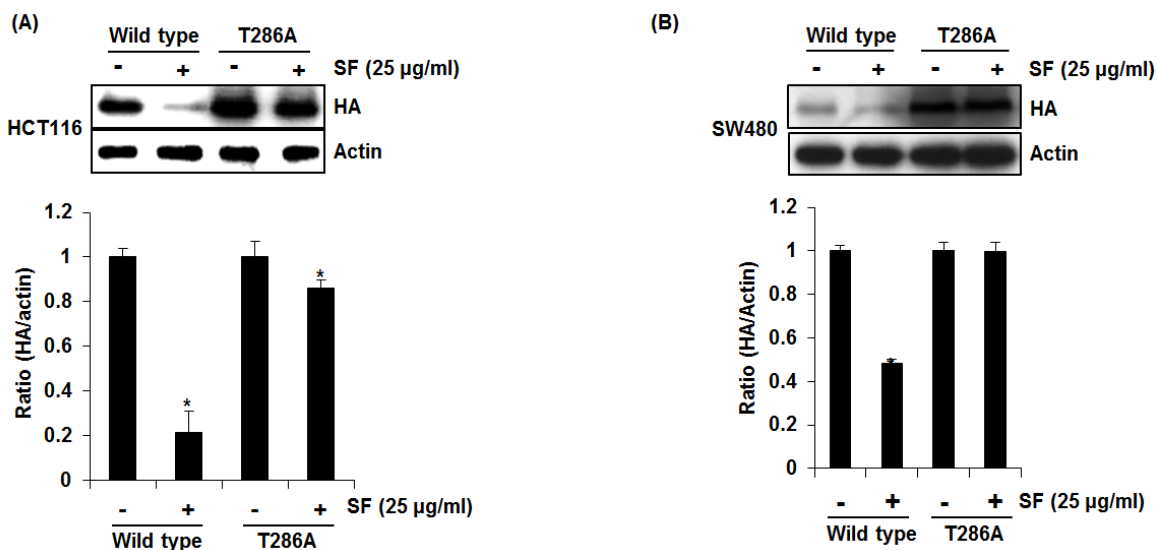 (A)
Wild type T286A
- + - + SF (25 µg/ml)
HCT116
HA
Actin
Ratio (HA/actin)
1.2
1
0.8
0.6
0.4
0.2
0
* *
- + - + SF (25 µg/ml)
Wild type T286A
(B)
Wild type T286A
- + - + SF (25 µg/ml)
SW480
HA
Actin
Ratio (HA/Actin)
1.2
1
0.8
0.6
0.4
0.2
0
*
- + - + SF (25 µg/ml)
Wild type T286A